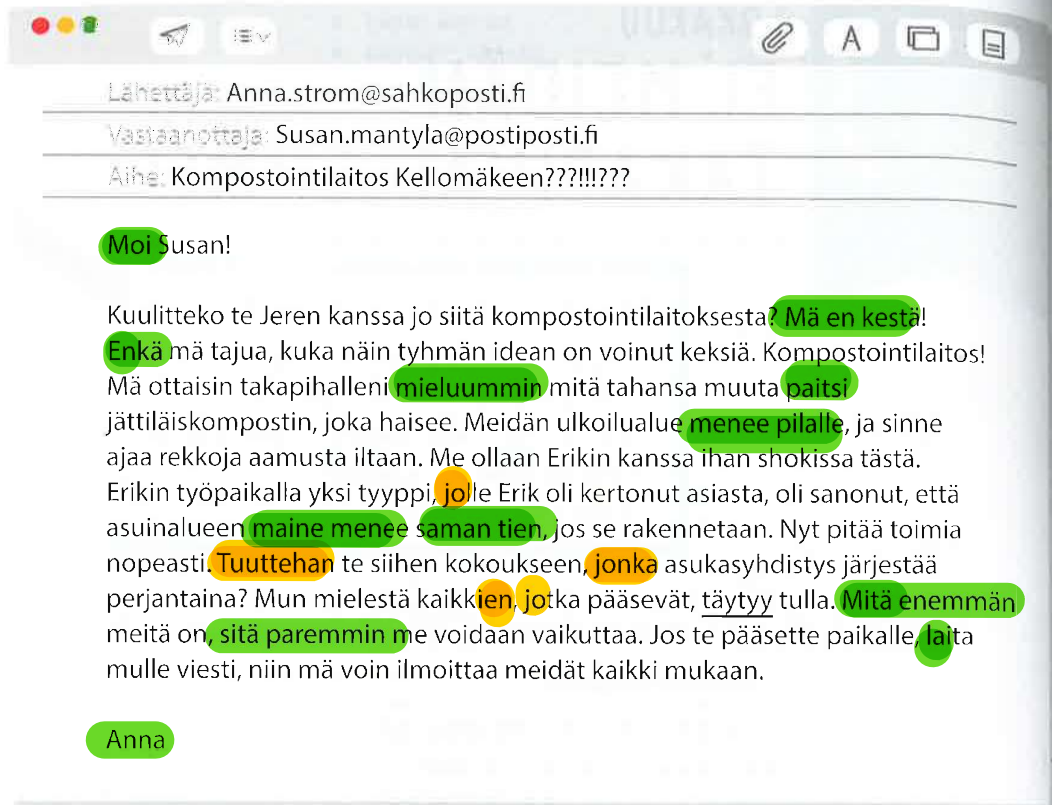 Lähettäjä: Anna.strom@sahkoposti.fi
Vastaanottaja: Susan.mantyla@postiposti.fi
Aihe: Kompostointilaitos Kellomäkeen???!!!???
Moi Susan!
Kuulitteko te Jeren kanssa jo siitä kompostointilaitoksesta? Mä en kestä!
Enkä mä tajua, kuka näin tyhmän idean on voinut keksiä. Kompostointilaitos!
Mä ottaisin takapihalleni mieluummin mitä tahansa muuta paitsi
jättiläiskompostin, joka haisee. Meidän ulkoilualue menee pilalle, ja sinne
ajaa rekkoja aamusta iltaan. Me ollaan Erikin kanssa ihan shokissa tästä.
Erikin työpaikalla yksi tyyppi, jolle Erik oli kertonut asiasta, oli sanonut, että
asuinalueen maine menee saman tien, jos se rakennetaan. Nyt pitää toimia
nopeasti. Tuuttehan te siihen kokoukseen, jonka asukasyhdistys järjestää
perjantaina? Mun mielestä kaikkien, jotka pääsevät, täytyy tulla. Mitä enemmän
meitä on, sitä paremmin me voidaan vaikuttaa. Jos te pääsette paikalle, laita
mulle viesti, niin mä voin ilmoittaa meidät kaikki mukaan.
Anna